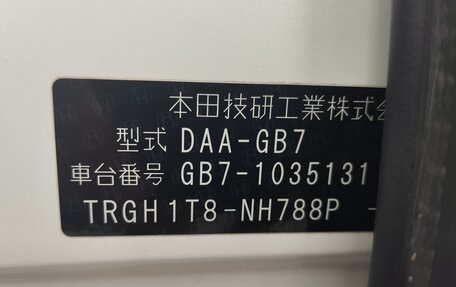 本田技研工業株式会
型式 DAA-GB7
車台番号 GB7-1035131
TRGH1T8-NH788P -